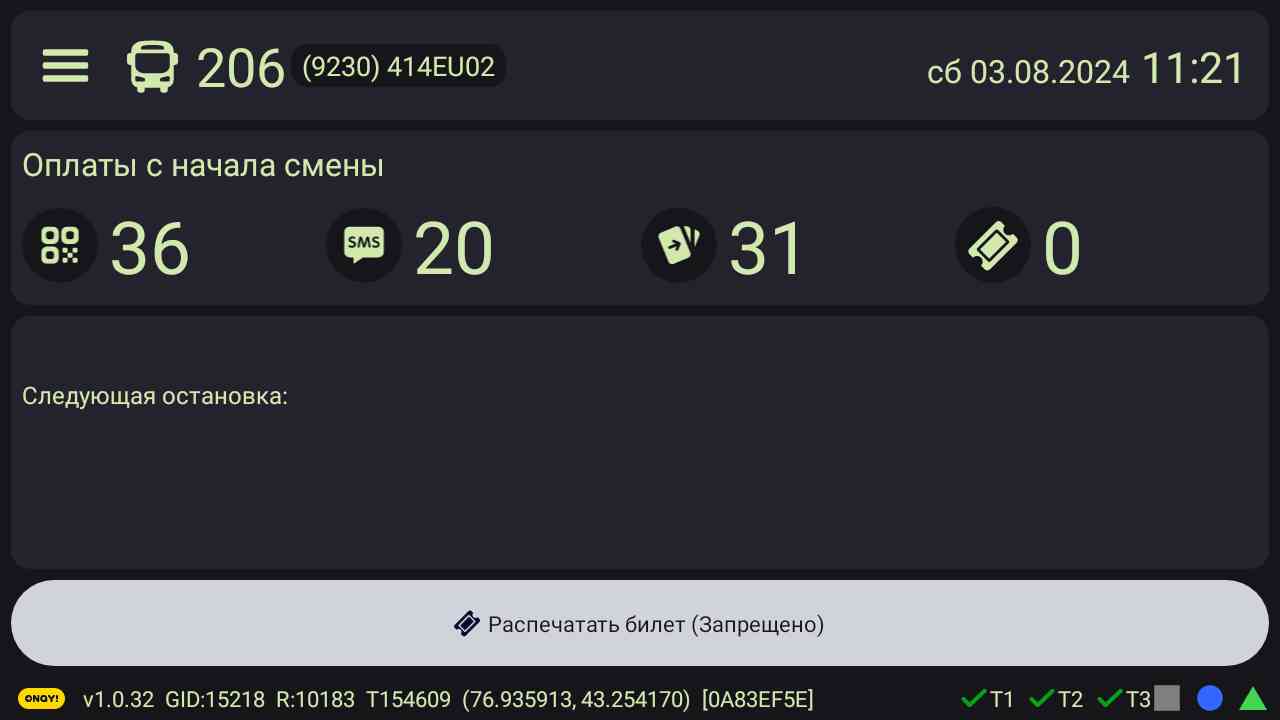 206 (9230) 414EU02 сб 03.08.2024 11:21
Оплаты с начала смены
36 SMS 20 31 0
Следующая остановка:
Распечатать билет (Запрещено)
ONAY! v1.0.32 GID:15218 R:10183 T154609 (76.935913, 43.254170) [0A83EF5E] T1 T2 T3